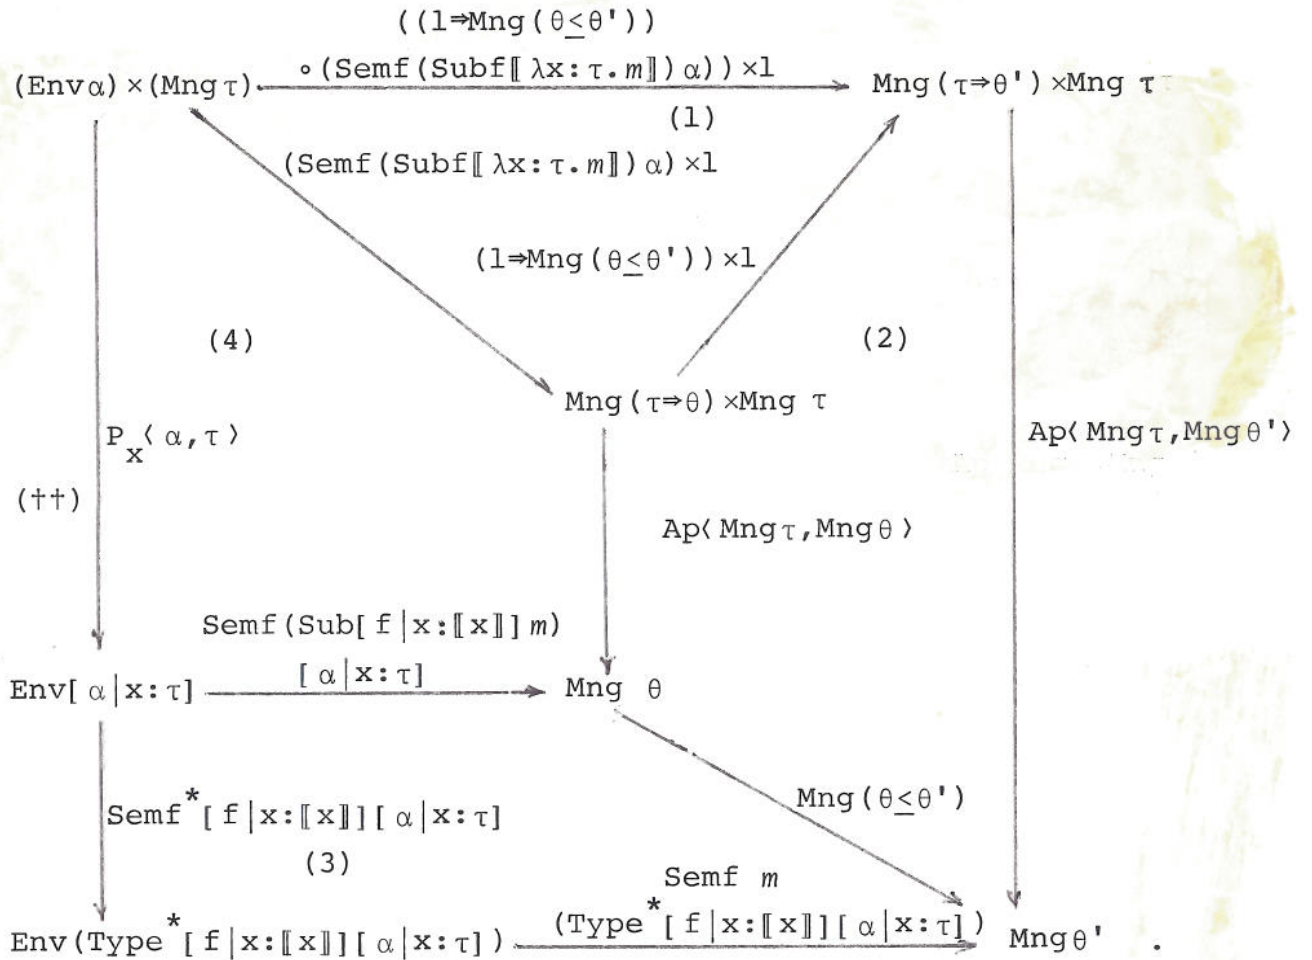 ((1⇒Mng(θ≤θ'))
∘(Semf(Subf⟦λx:τ.m⟧)α))×1
(Envα)×(Mngτ)
Mng(τ⇒θ')×Mng τ
(1)
(Semf(Subf⟦λx:τ.m⟧)α)×1
(1⇒Mng(θ≤θ'))×1
(4)
(2)
Mng(τ⇒θ)×Mng τ
P_x⟨α,τ⟩
Ap⟨Mngτ,Mngθ'⟩
(††)
Ap⟨Mngτ,Mngθ⟩
Semf(Sub[f|x:⟦x⟧]m)
[α|x:τ]
Env[α|x:τ]
Mng θ
Semf*[f|x:⟦x⟧][α|x:τ]
Mng(θ≤θ')
(3)
Semf m
(Type*[f|x:⟦x⟧][α|x:τ])
Env(Type*[f|x:⟦x⟧][α|x:τ])
Mngθ' .